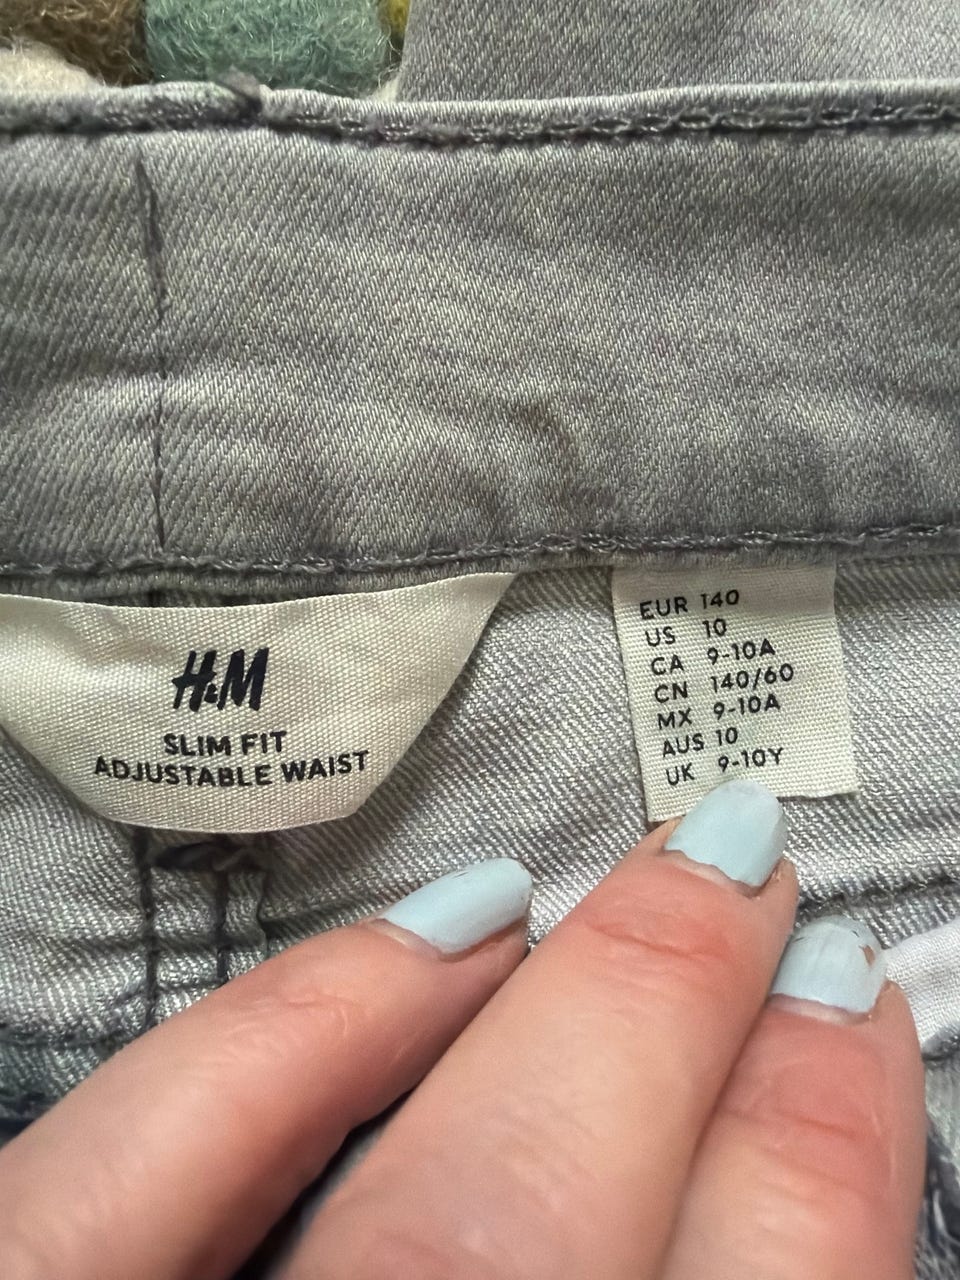 H&M
SLIM FIT
ADJUSTABLE WAIST
EUR 140
US 10
CA 9-10A
CN 140/60
MX 9-10A
AUS 10
UK 9-10Y